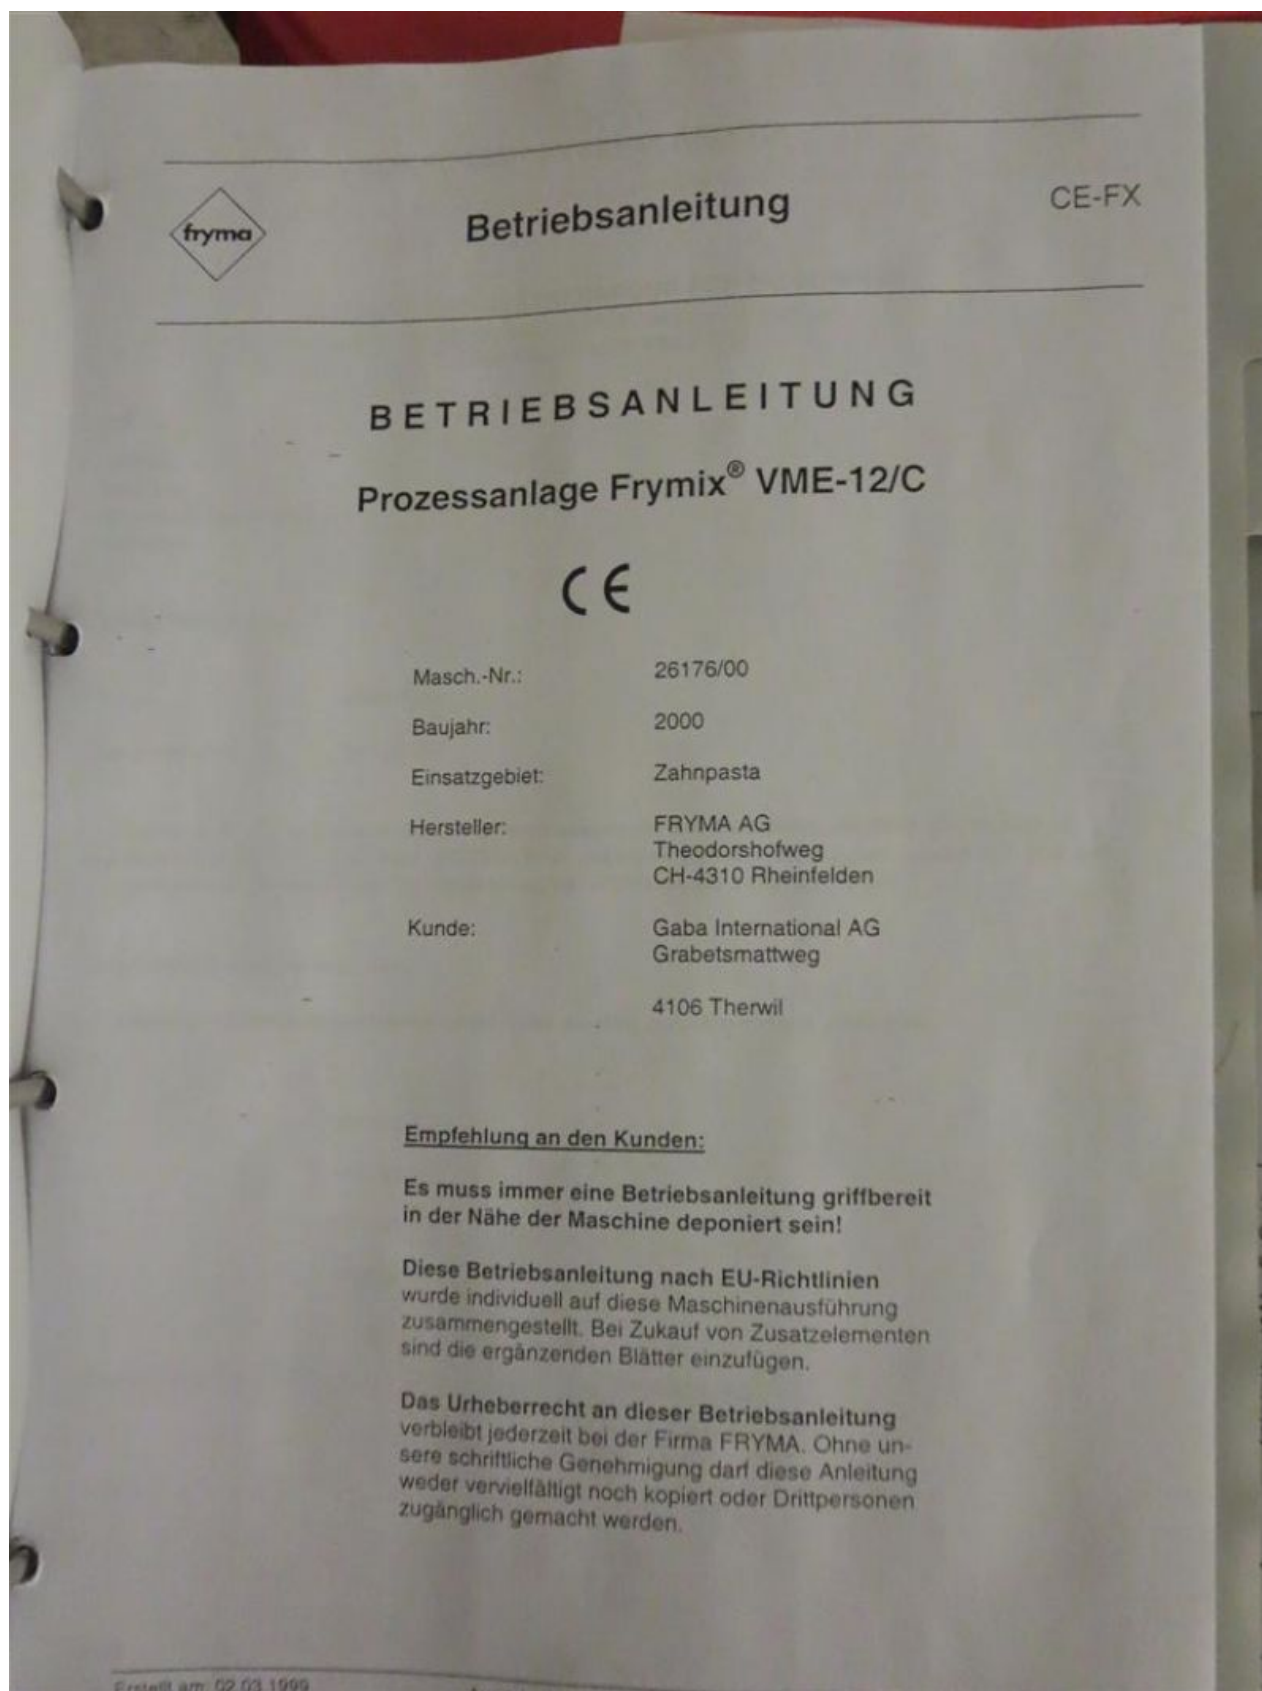 fryma
Betriebsanleitung
CE-FX
BETRIEBSANLEITUNG
Prozessanlage Frymix® VME-12/C
CE
Masch.-Nr.: 26176/00
Baujahr: 2000
Einsatzgebiet: Zahnpasta
Hersteller: FRYMA AG
Theodorshofweg
CH-4310 Rheinfelden
Kunde: Gaba International AG
Grabetsmattweg
4106 Therwil
Empfehlung an den Kunden:
Es muss immer eine Betriebsanleitung griffbereit
in der Nähe der Maschine deponiert sein!
Diese Betriebsanleitung nach EU-Richtlinien
wurde individuell auf diese Maschinenausführung
zusammengestellt. Bei Zukauf von Zusatzelementen
sind die ergänzenden Blätter einzufügen.
Das Urheberrecht an dieser Betriebsanleitung
verbleibt jederzeit bei der Firma FRYMA. Ohne un-
sere schriftliche Genehmigung darf diese Anleitung
weder vervielfältigt noch kopiert oder Drittpersonen
zugänglich gemacht werden.
Erstellt am: 02.03.1999